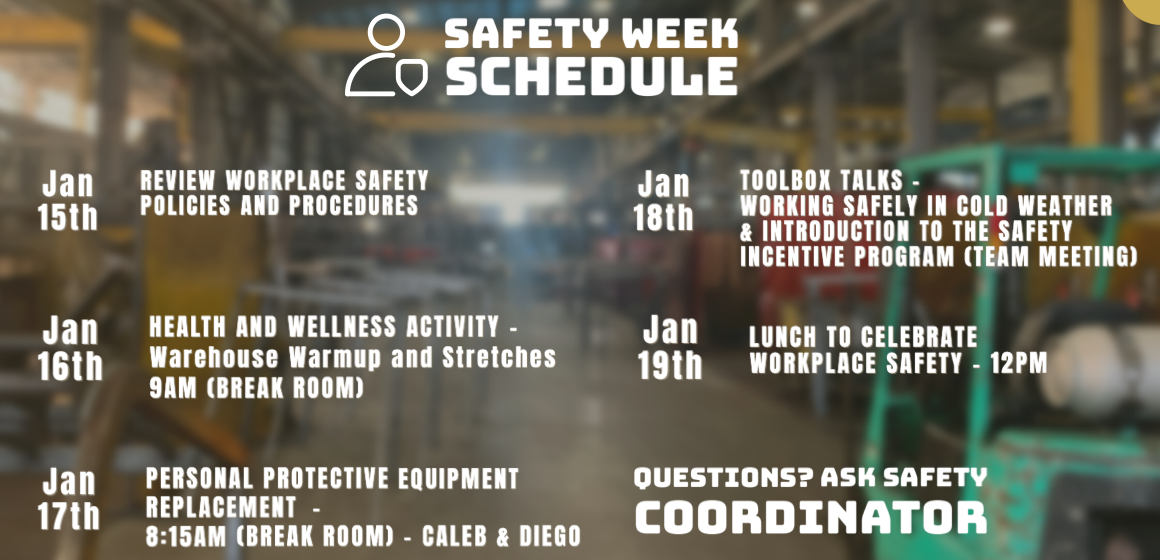 SAFETY WEEK
SCHEDULE
Jan
15th
REVIEW WORKPLACE SAFETY
POLICIES AND PROCEDURES
Jan
16th
HEALTH AND WELLNESS ACTIVITY -
Warehouse Warmup and Stretches
9AM (BREAK ROOM)
Jan
17th
PERSONAL PROTECTIVE EQUIPMENT
REPLACEMENT -
8:15AM (BREAK ROOM) - CALEB & DIEGO
Jan
18th
TOOLBOX TALKS -
WORKING SAFELY IN COLD WEATHER
& INTRODUCTION TO THE SAFETY
INCENTIVE PROGRAM (TEAM MEETING)
Jan
19th
LUNCH TO CELEBRATE
WORKPLACE SAFETY - 12PM
QUESTIONS? ASK SAFETY
COORDINATOR